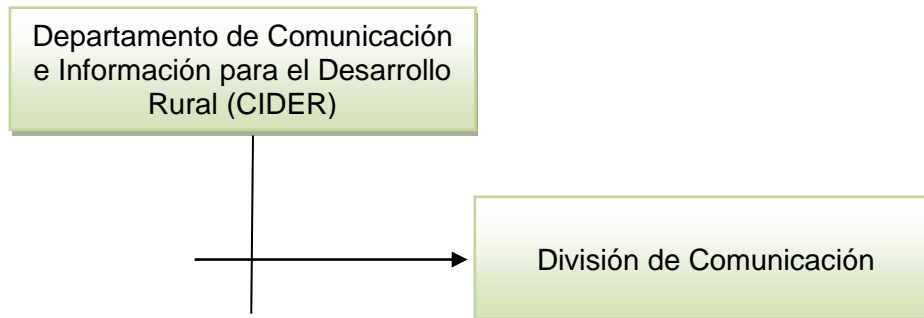 Departamento de Comunicación
e Información para el Desarrollo
Rural (CIDER)
División de Comunicación